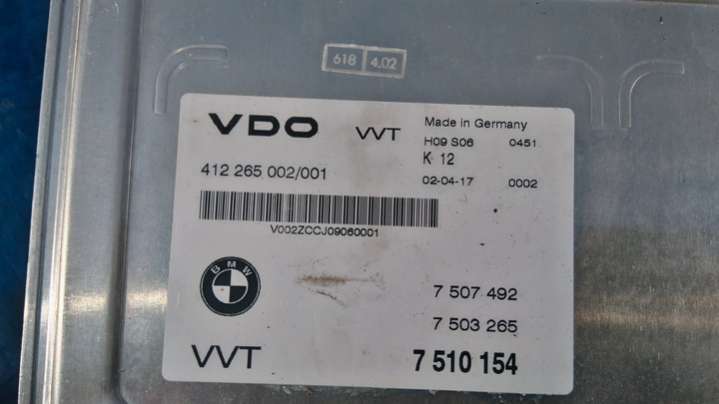 618 4.02
VDO VVT
Made in Germany
H09 S06 0451
K 12
412 265 002/001
02-04-17 0002
V002ZCCJ09060001
BMW
7 507 492
7 503 265
VVT 7 510 154